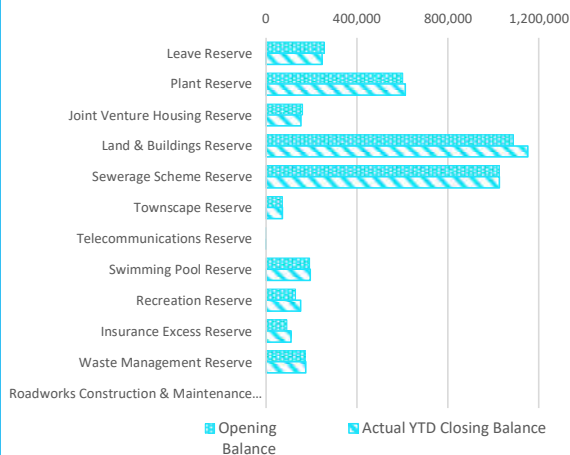 0 400,000 800,000 1,200,000
Leave Reserve
Plant Reserve
Joint Venture Housing Reserve
Land & Buildings Reserve
Sewerage Scheme Reserve
Townscape Reserve
Telecommunications Reserve
Swimming Pool Reserve
Recreation Reserve
Insurance Excess Reserve
Waste Management Reserve
Roadworks Construction & Maintenance…
Opening
Balance
Actual YTD Closing Balance